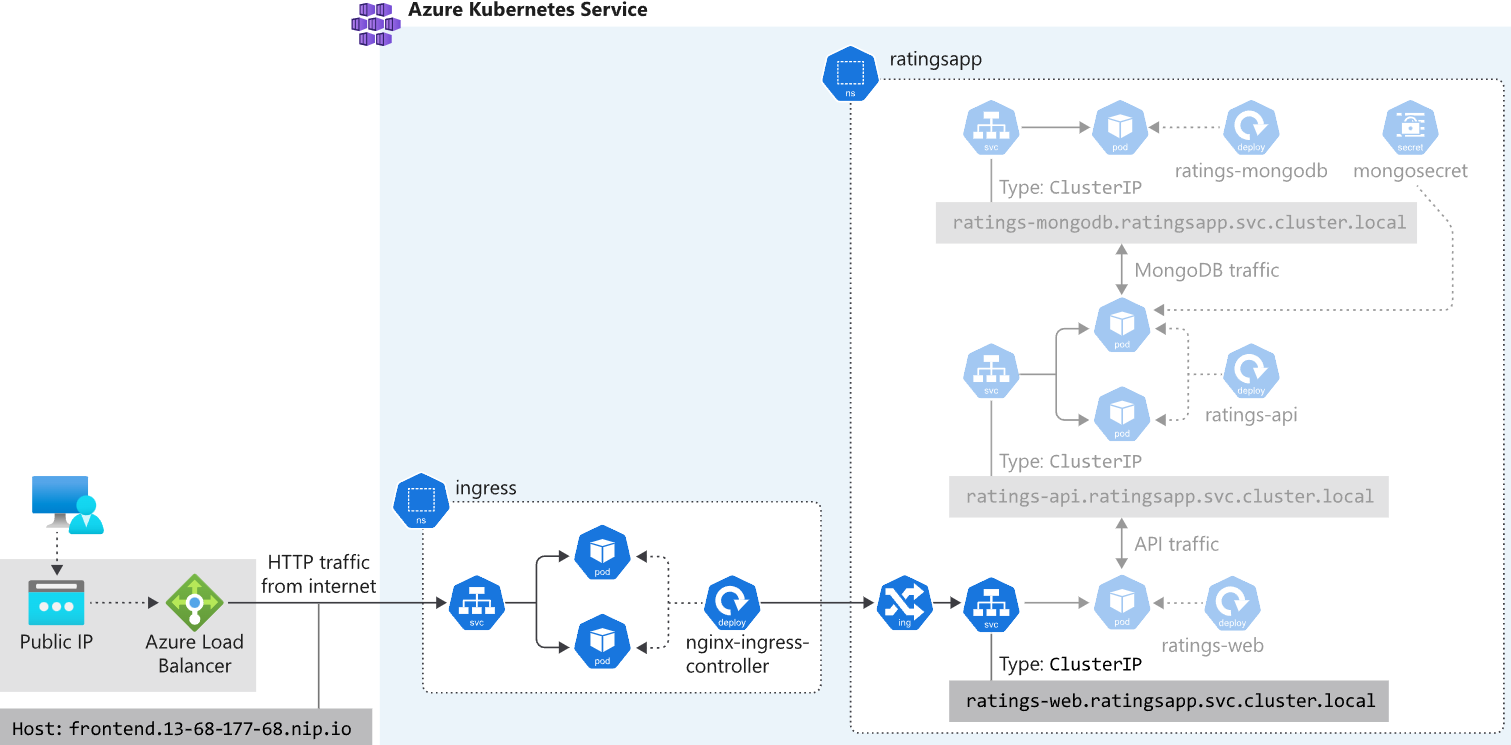 Azure Kubernetes Service
ratingsapp
ns
svc
pod
deploy
secret
ratings-mongodb
mongosecret
Type: ClusterIP
ratings-mongodb.ratingsapp.svc.cluster.local
MongoDB traffic
pod
svc
deploy
pod
ratings-api
Type: ClusterIP
ratings-api.ratingsapp.svc.cluster.local
API traffic
ingress
ns
pod
svc
deploy
pod
nginx-ingress-
controller
HTTP traffic
from internet
Public IP
Azure Load
Balancer
Host: frontend.13-68-177-68.nip.io
ing
svc
pod
deploy
ratings-web
Type: ClusterIP
ratings-web.ratingsapp.svc.cluster.local